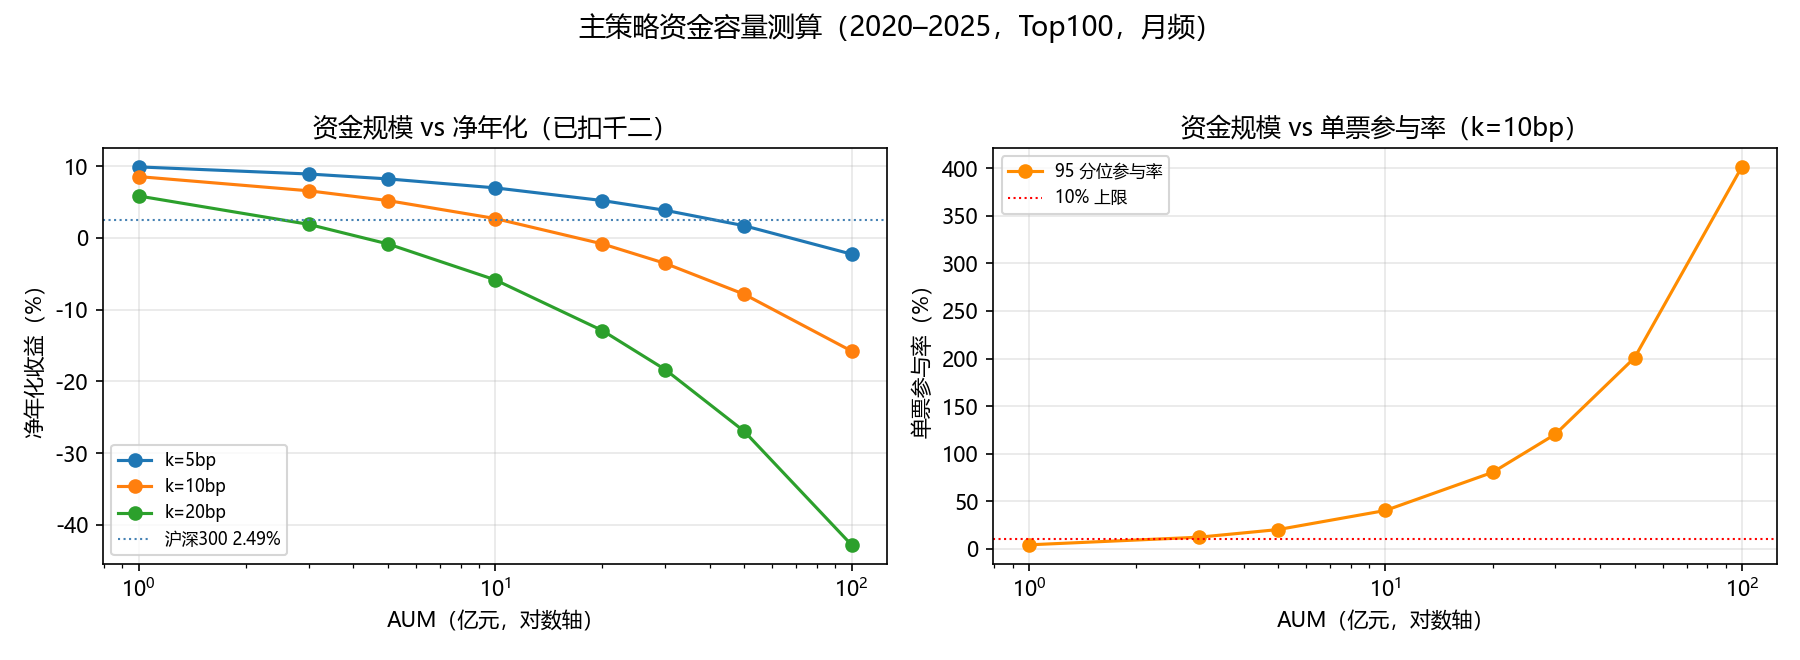 主策略资金容量测算（2020–2025，Top100，月频）
资金规模 vs 净年化（已扣千二）
净年化收益（%）
10
0
-10
-20
-30
-40
k=5bp
k=10bp
k=20bp
沪深300 2.49%
10⁰
10¹
10²
AUM（亿元，对数轴）
资金规模 vs 单票参与率（k=10bp）
单票参与率（%）
400
350
300
250
200
150
100
50
0
95 分位参与率
10% 上限
10⁰
10¹
10²
AUM（亿元，对数轴）